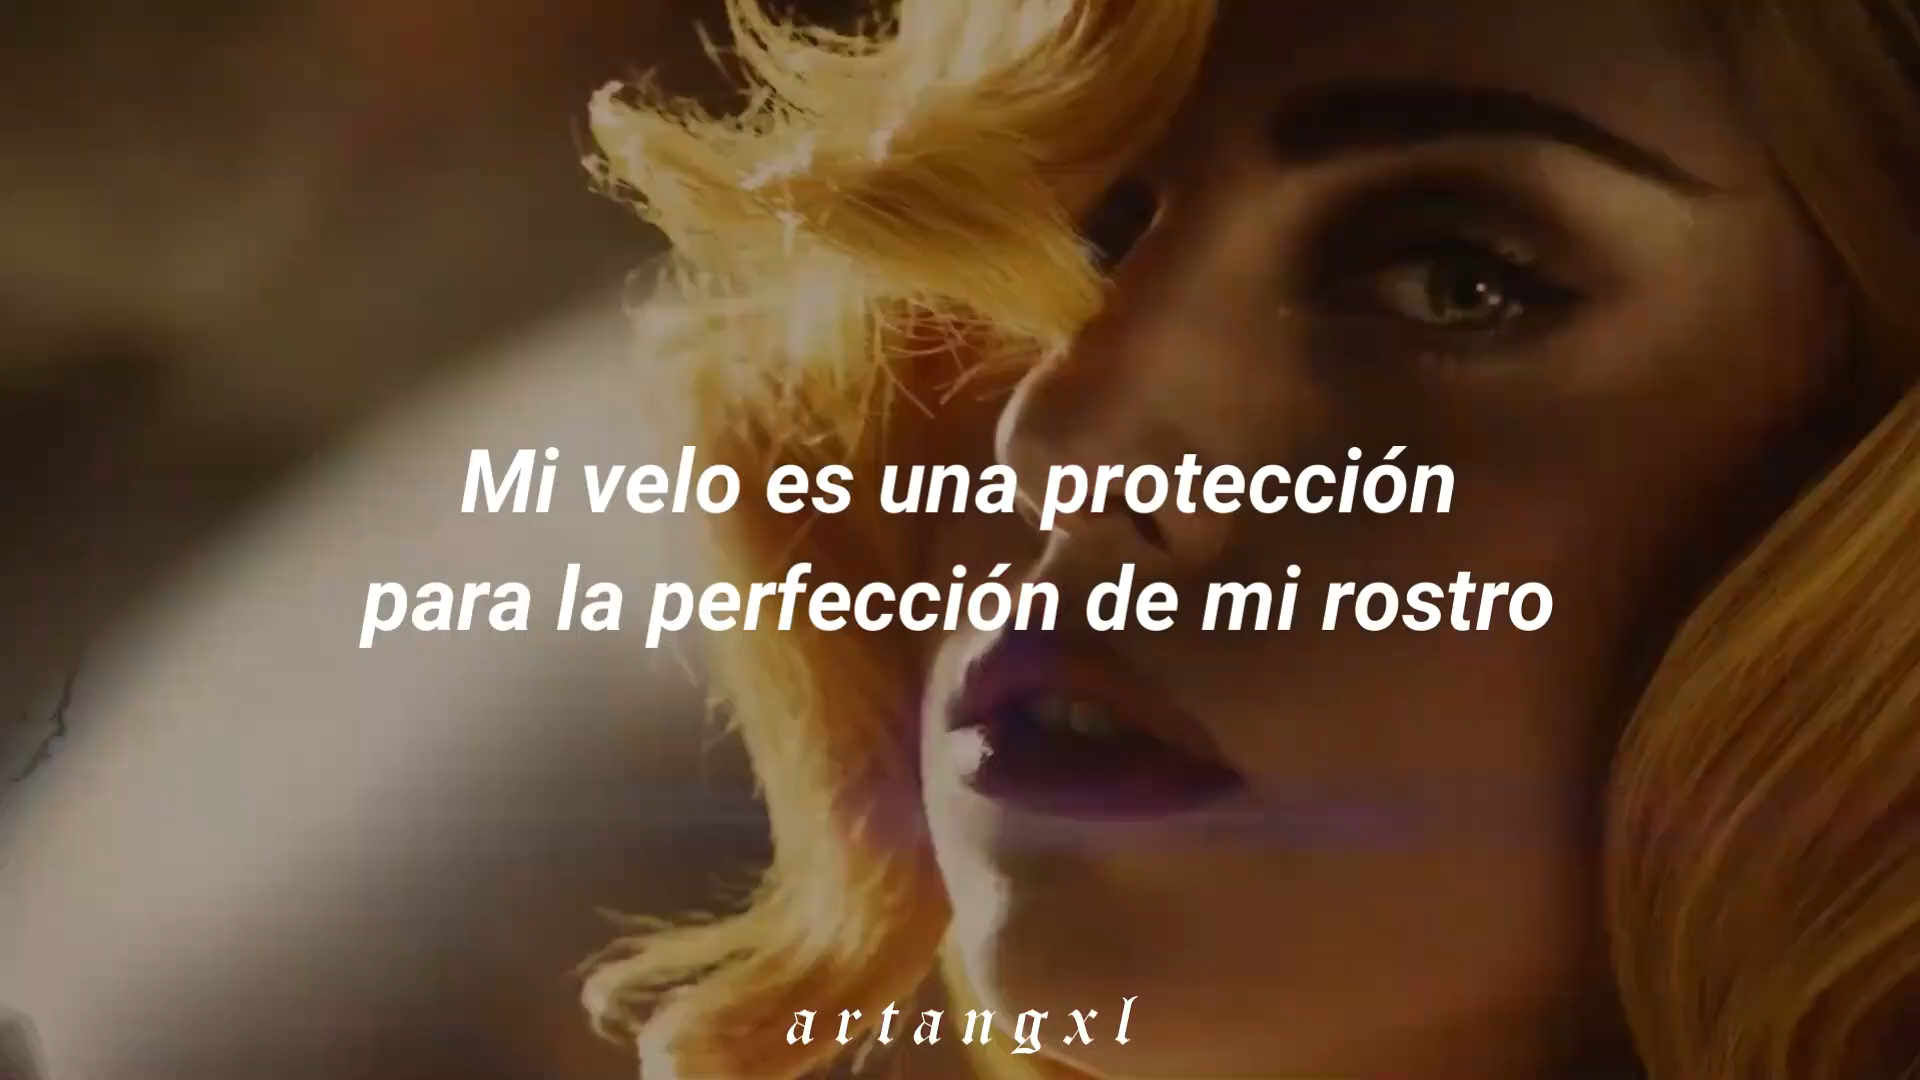 Mi velo es una protección
para la perfección de mi rostro
artangxl